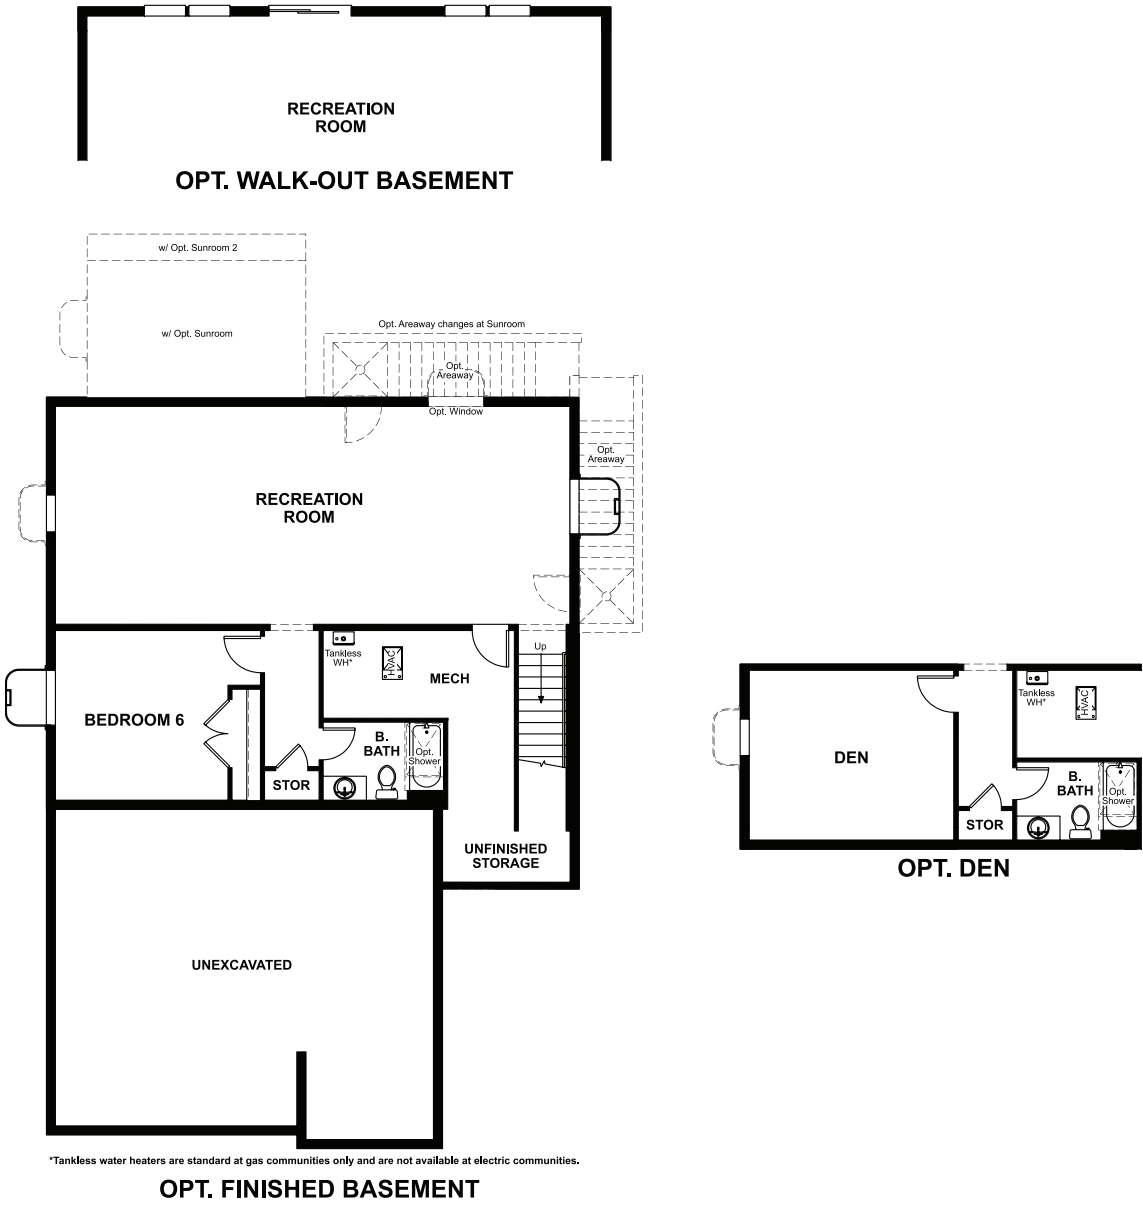 RECREATION
ROOM
OPT. WALK-OUT BASEMENT
w/ Opt. Sunroom 2
w/ Opt. Sunroom
Opt. Areaway changes at Sunroom
Opt.
Areaway
Opt. Window
Opt.
Areaway
RECREATION
ROOM
Up
Tankless
WH*
HVAC
MECH
BEDROOM 6
B.
BATH
Opt.
Shower
STOR
UNFINISHED
STORAGE
UNEXCAVATED
*Tankless water heaters are standard at gas communities only and are not available at electric communities.
OPT. FINISHED BASEMENT
Tankless
WH*
HVAC
DEN
B.
BATH
Opt.
Shower
STOR
OPT. DEN